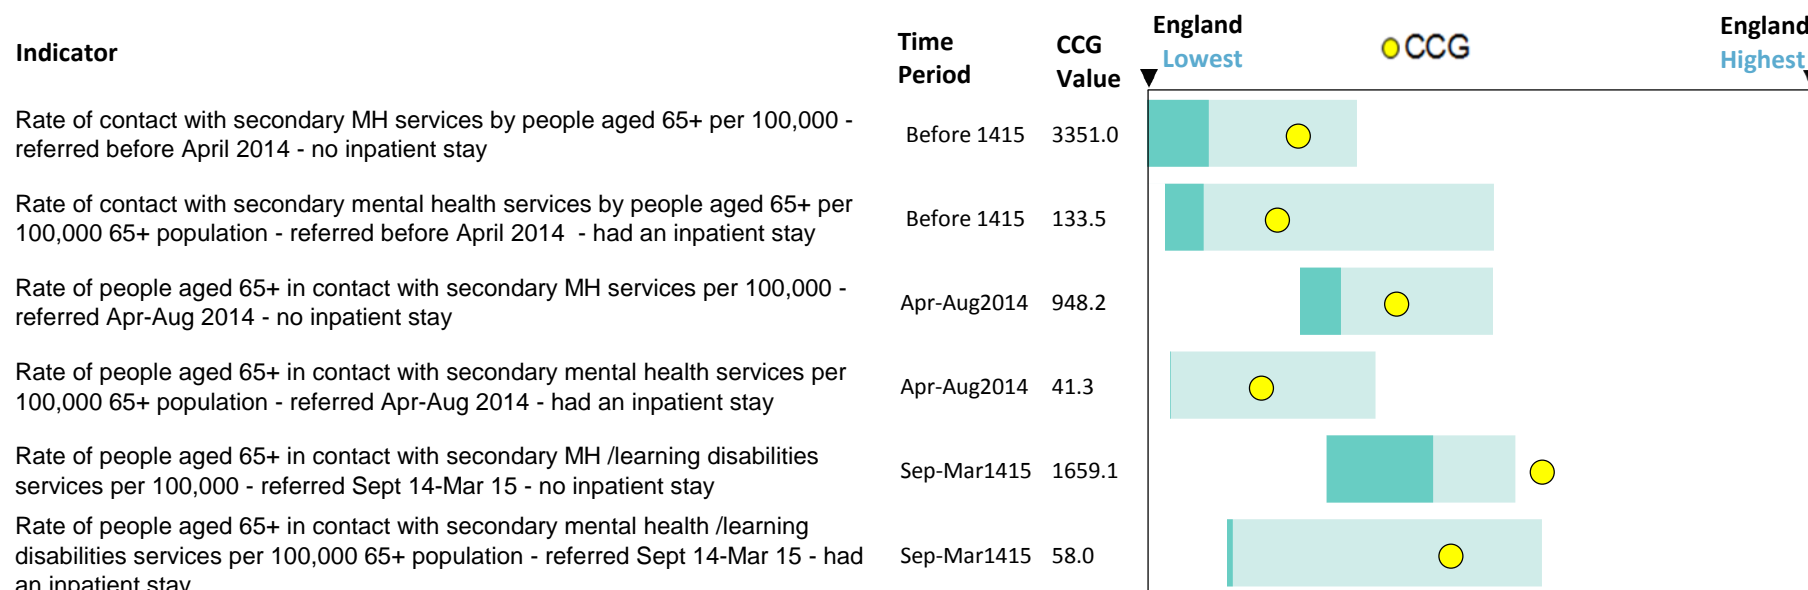 Indicator
Time Period
CCG Value
England Lowest
CCG
England Highest
Rate of contact with secondary MH services by people aged 65+ per 100,000 -
referred before April 2014 - no inpatient stay
Before 1415 3351.0
Rate of contact with secondary mental health services by people aged 65+ per
100,000 65+ population - referred before April 2014 - had an inpatient stay
Before 1415 133.5
Rate of people aged 65+ in contact with secondary MH services per 100,000 -
referred Apr-Aug 2014 - no inpatient stay
Apr-Aug2014 948.2
Rate of people aged 65+ in contact with secondary mental health services per
100,000 65+ population - referred Apr-Aug 2014 - had an inpatient stay
Apr-Aug2014 41.3
Rate of people aged 65+ in contact with secondary MH /learning disabilities
services per 100,000 - referred Sept 14-Mar 15 - no inpatient stay
Sep-Mar1415 1659.1
Rate of people aged 65+ in contact with secondary mental health /learning
disabilities services per 100,000 65+ population - referred Sept 14-Mar 15 - had
an inpatient stay
Sep-Mar1415 58.0